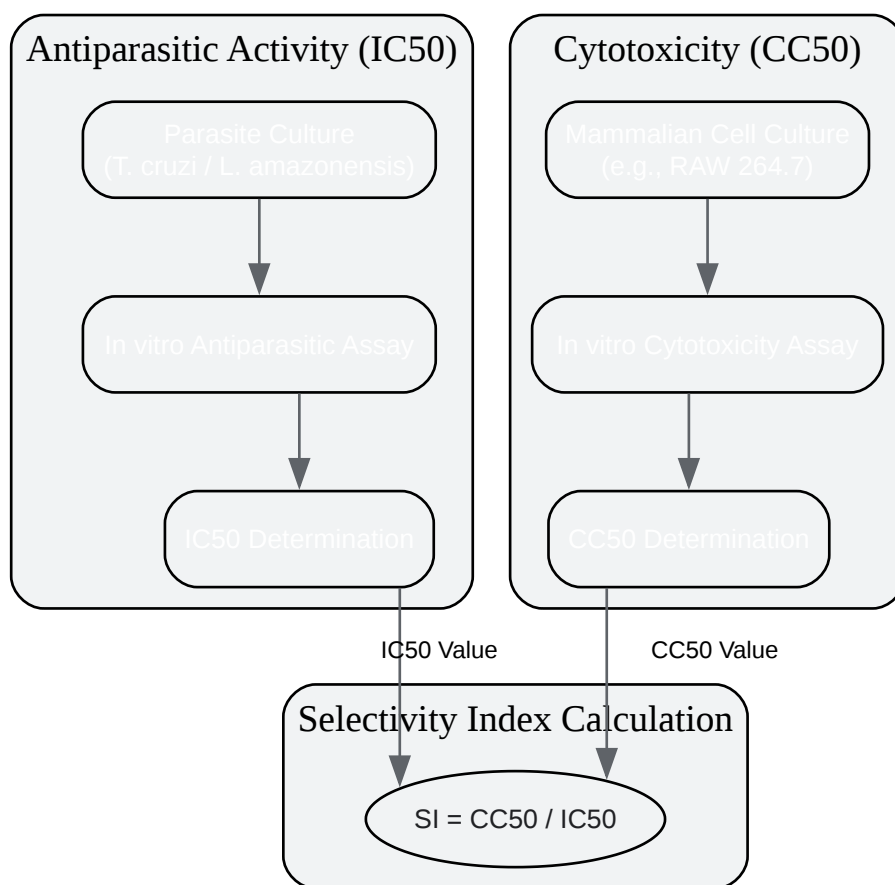 Antiparasitic Activity (IC50)
Parasite Culture
(T. cruzi / L. amazonensis)
In vitro Antiparasitic Assay
IC50 Determination
Cytotoxicity (CC50)
Mammalian Cell Culture
(e.g., RAW 264.7)
In vitro Cytotoxicity Assay
CC50 Determination
IC50 Value
CC50 Value
Selectivity Index Calculation
SI = CC50 / IC50